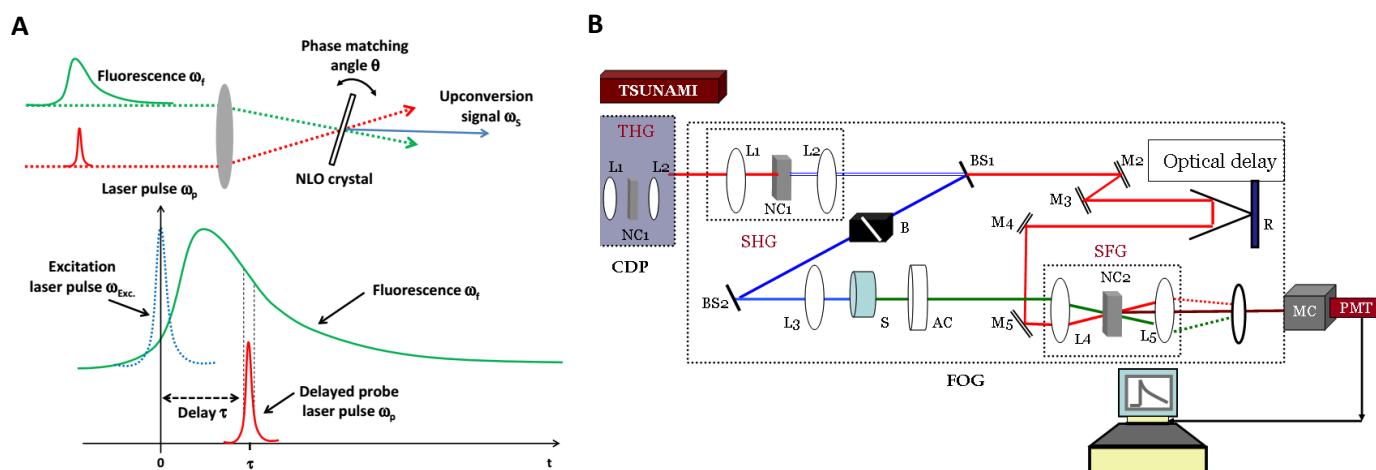 A
Fluorescence ωf
Phase matching
angle θ
Upconversion
signal ωS
NLO crystal
Laser pulse ωp
Excitation
laser pulse ωExc.
Fluorescence ωf
Delay τ
Delayed probe
laser pulse ωp
0
τ
t
B
TSUNAMI
THG
L1
L2
NC1
CDP
L1
L2
NC1
SHG
BS1
M2
Optical delay
M3
R
M4
B
SFG
BS2
L3
S
AC
M5
L4
NC2
L5
MC
PMT
FOG